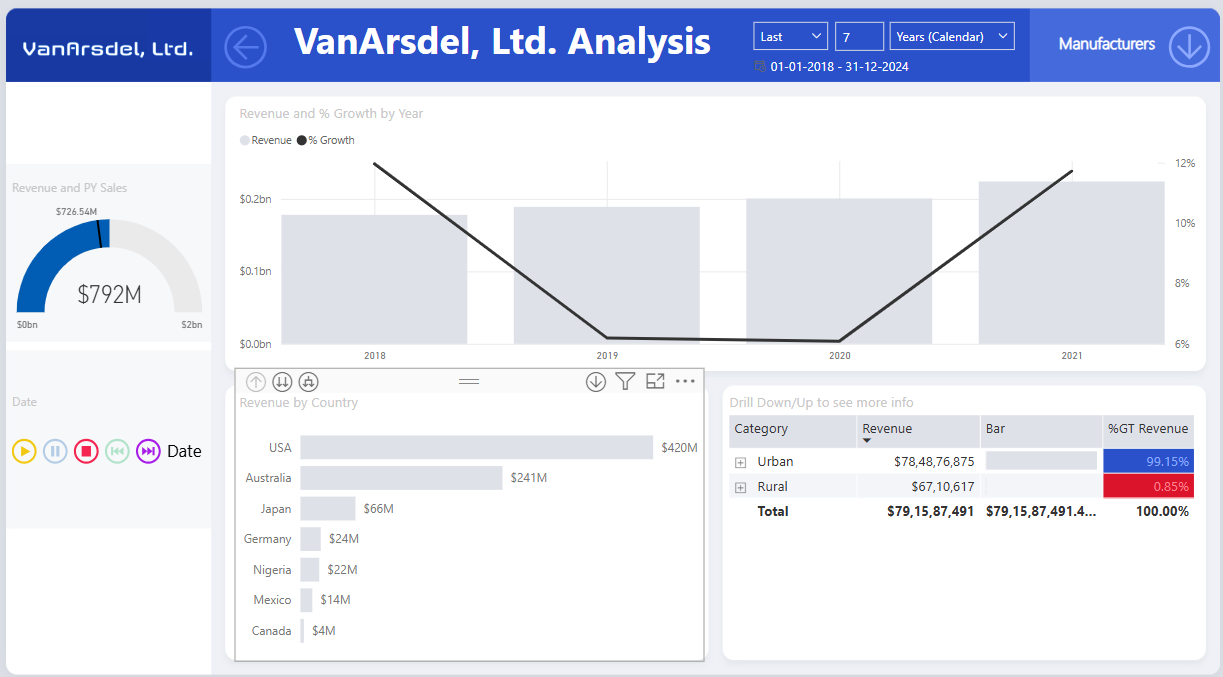 VanArsdel, Ltd.
VanArsdel, Ltd. Analysis
Last 7 Years (Calendar)
01-01-2018 - 31-12-2024
Manufacturers
Revenue and PY Sales
$726.54M
$792M
$0bn $2bn
Date
Date
Revenue and % Growth by Year
Revenue % Growth
12%
$0.2bn
10%
$0.1bn
8%
$0.0bn
6%
2018 2019 2020 2021
Revenue by Country
USA $420M
Australia $241M
Japan $66M
Germany $24M
Nigeria $22M
Mexico $14M
Canada $4M
Drill Down/Up to see more info
Category Revenue Bar %GT Revenue
Urban $78,48,76,875 99.15%
Rural $67,10,617 0.85%
Total $79,15,87,491 $79,15,87,491.4... 100.00%